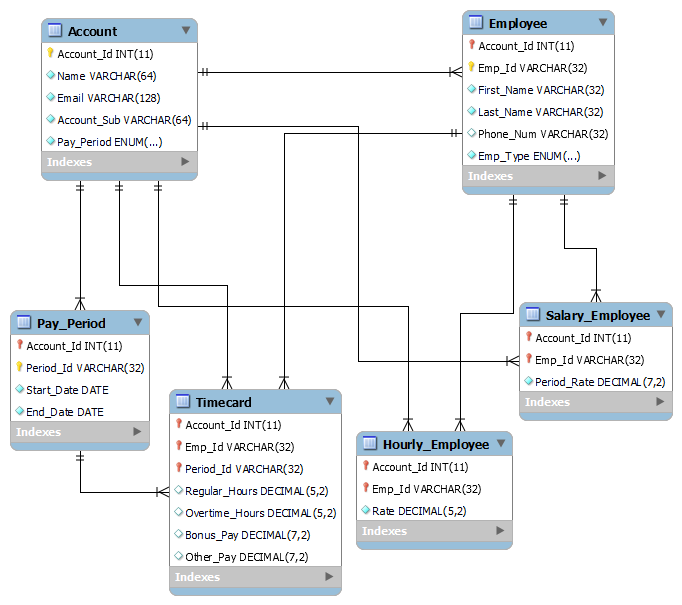 Account
Account_Id INT(11)
Name VARCHAR(64)
Email VARCHAR(128)
Account_Sub VARCHAR(64)
Pay_Period ENUM(...)
Indexes
Employee
Account_Id INT(11)
Emp_Id VARCHAR(32)
First_Name VARCHAR(32)
Last_Name VARCHAR(32)
Phone_Num VARCHAR(32)
Emp_Type ENUM(...)
Indexes
Pay_Period
Account_Id INT(11)
Period_Id VARCHAR(32)
Start_Date DATE
End_Date DATE
Indexes
Timecard
Account_Id INT(11)
Emp_Id VARCHAR(32)
Period_Id VARCHAR(32)
Regular_Hours DECIMAL(5,2)
Overtime_Hours DECIMAL(5,2)
Bonus_Pay DECIMAL(7,2)
Other_Pay DECIMAL(7,2)
Indexes
Hourly_Employee
Account_Id INT(11)
Emp_Id VARCHAR(32)
Rate DECIMAL(5,2)
Indexes
Salary_Employee
Account_Id INT(11)
Emp_Id VARCHAR(32)
Period_Rate DECIMAL(7,2)
Indexes